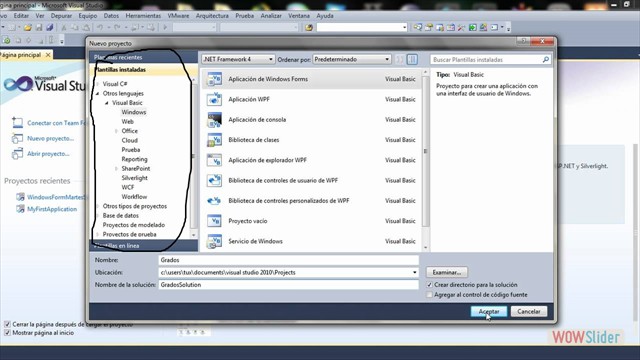 Página principal - Microsoft Visual Studio
Ver
Depurar
Equipo
Datos
Herramientas
VMware
Arquitectura
Prueba
Analizar
Ventana
Ayuda
Página principal
Microsoft
Visual Studio
Conectar con Team
Nuevo proyecto...
Abrir proyecto...
Proyectos recientes
MyFirstApplication
Cerrar la página después de cargar el proyecto
Mostrar página al inicio
Nuevo proyecto
Plantillas recientes
Plantillas instaladas
Visual C#
Otros lenguajes
Visual Basic
Windows
Web
Office
Cloud
Prueba
Reporting
SharePoint
Silverlight
WCF
Workflow
Otros tipos de proyectos
Base de datos
Proyectos de modelado
Proyectos de prueba
Plantillas en línea
.NET Framework 4
Ordenar por: Predeterminado
Aplicación de Windows Forms Visual Basic
Aplicación WPF Visual Basic
Aplicación de consola Visual Basic
Biblioteca de clases Visual Basic
Aplicación de explorador WPF Visual Basic
Biblioteca de controles de usuario de WPF Visual Basic
Biblioteca de controles personalizados de WPF Visual Basic
Proyecto vacío Visual Basic
Servicio de Windows Visual Basic
Buscar Plantillas instaladas
Tipo: Visual Basic
Proyecto para crear una aplicación con una interfaz de usuario de Windows.
.NET y Silverlight.
Nombre: Grados
Ubicación: c:\users\tux\documents\visual studio 2010\Projects
Examinar...
Nombre de la solución: GradosSolution
Crear directorio para la solución
Agregar al control de código fuente
Aceptar
Cancelar
WOWSlider